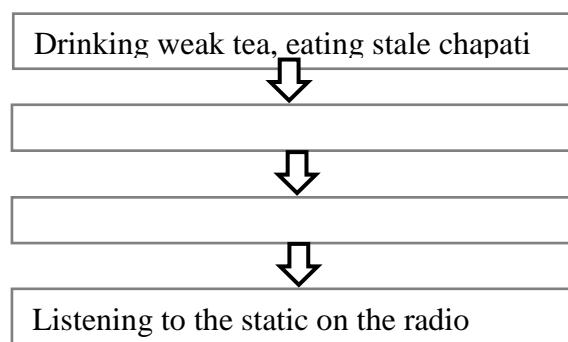 Drinking weak tea, eating stale chapati
Listening to the static on the radio